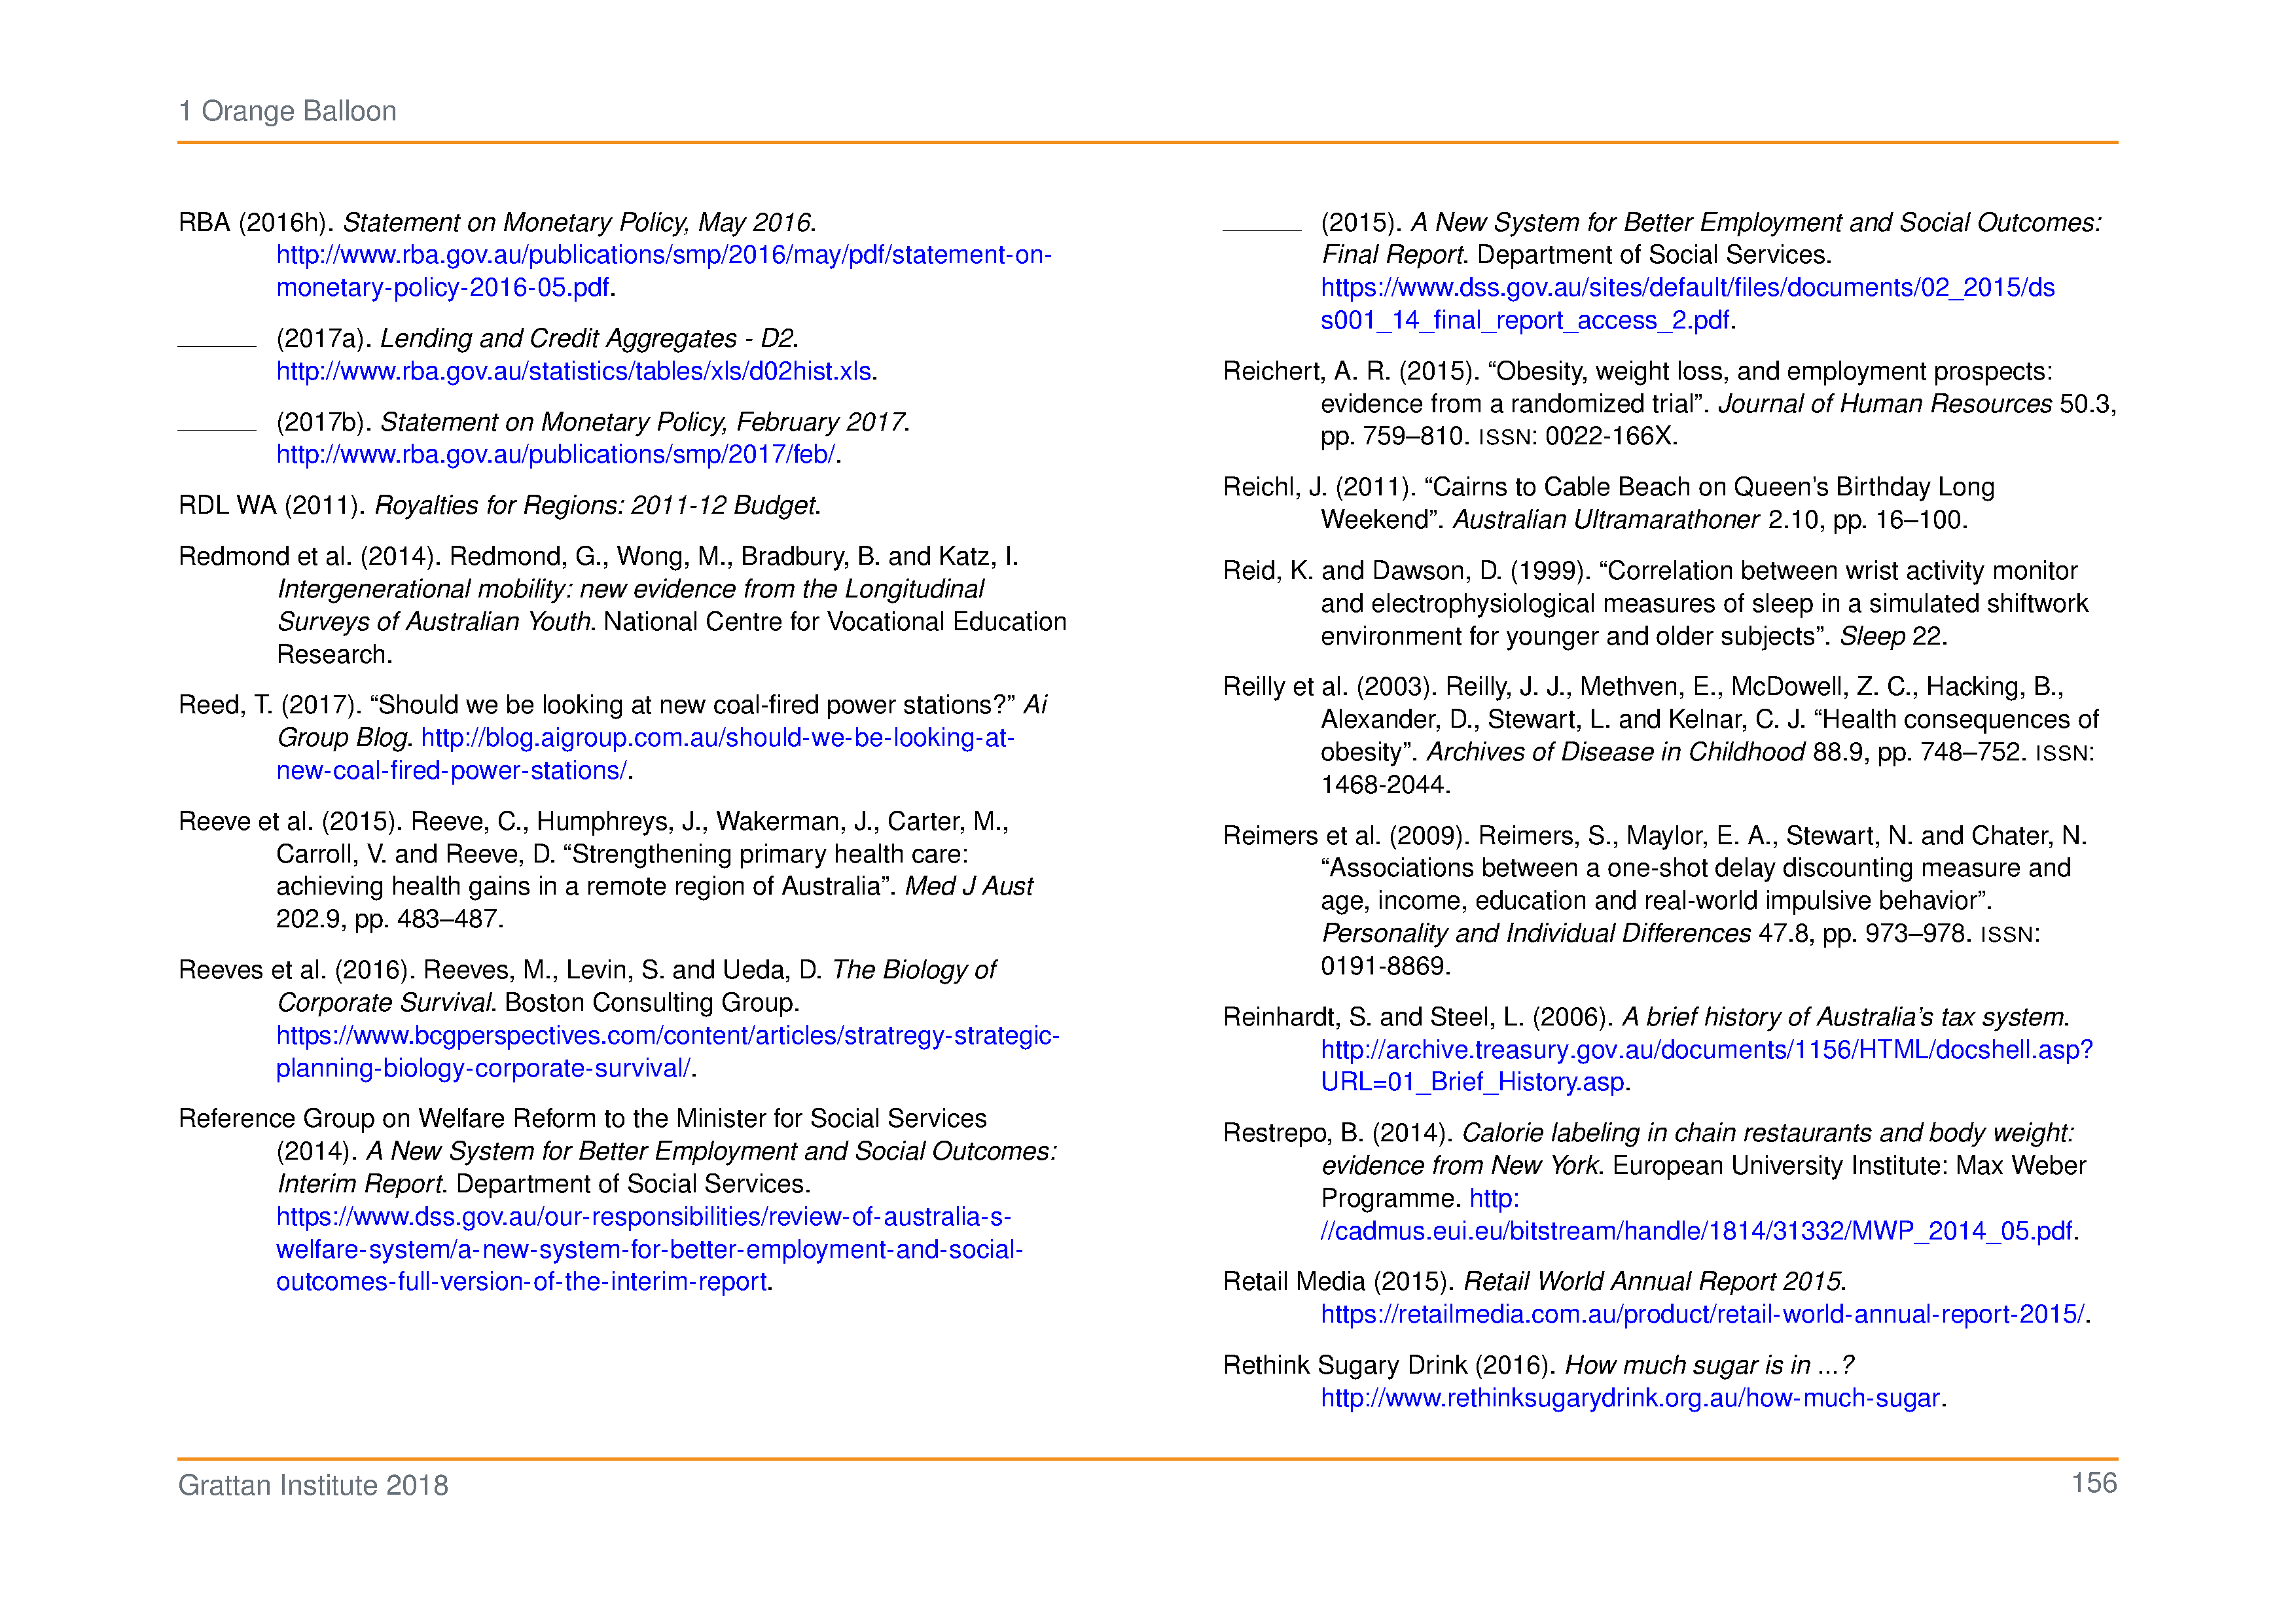 1 Orange Balloon
RBA (2016h). Statement on Monetary Policy, May 2016.
http://www.rba.gov.au/publications/smp/2016/may/pdf/statement-on-
monetary-policy-2016-05.pdf.
(2017a). Lending and Credit Aggregates - D2.
http://www.rba.gov.au/statistics/tables/xls/d02hist.xls.
(2017b). Statement on Monetary Policy, February 2017.
http://www.rba.gov.au/publications/smp/2017/feb/.
RDL WA (2011). Royalties for Regions: 2011-12 Budget.
Redmond et al. (2014). Redmond, G., Wong, M., Bradbury, B. and Katz, I.
Intergenerational mobility: new evidence from the Longitudinal
Surveys of Australian Youth. National Centre for Vocational Education
Research.
Reed, T. (2017). “Should we be looking at new coal-fired power stations?” Ai
Group Blog. http://blog.aigroup.com.au/should-we-be-looking-at-
new-coal-fired-power-stations/.
Reeve et al. (2015). Reeve, C., Humphreys, J., Wakerman, J., Carter, M.,
Carroll, V. and Reeve, D. “Strengthening primary health care:
achieving health gains in a remote region of Australia”. Med J Aust
202.9, pp. 483–487.
Reeves et al. (2016). Reeves, M., Levin, S. and Ueda, D. The Biology of
Corporate Survival. Boston Consulting Group.
https://www.bcgperspectives.com/content/articles/stratregy-strategic-
planning-biology-corporate-survival/.
Reference Group on Welfare Reform to the Minister for Social Services
(2014). A New System for Better Employment and Social Outcomes:
Interim Report. Department of Social Services.
https://www.dss.gov.au/our-responsibilities/review-of-australia-s-
welfare-system/a-new-system-for-better-employment-and-social-
outcomes-full-version-of-the-interim-report.
(2015). A New System for Better Employment and Social Outcomes:
Final Report. Department of Social Services.
https://www.dss.gov.au/sites/default/files/documents/02_2015/ds
s001_14_final_report_access_2.pdf.
Reichert, A. R. (2015). “Obesity, weight loss, and employment prospects:
evidence from a randomized trial”. Journal of Human Resources 50.3,
pp. 759–810. ISSN: 0022-166X.
Reichl, J. (2011). “Cairns to Cable Beach on Queen’s Birthday Long
Weekend”. Australian Ultramarathoner 2.10, pp. 16–100.
Reid, K. and Dawson, D. (1999). “Correlation between wrist activity monitor
and electrophysiological measures of sleep in a simulated shiftwork
environment for younger and older subjects”. Sleep 22.
Reilly et al. (2003). Reilly, J. J., Methven, E., McDowell, Z. C., Hacking, B.,
Alexander, D., Stewart, L. and Kelnar, C. J. “Health consequences of
obesity”. Archives of Disease in Childhood 88.9, pp. 748–752. ISSN:
1468-2044.
Reimers et al. (2009). Reimers, S., Maylor, E. A., Stewart, N. and Chater, N.
“Associations between a one-shot delay discounting measure and
age, income, education and real-world impulsive behavior”.
Personality and Individual Differences 47.8, pp. 973–978. ISSN:
0191-8869.
Reinhardt, S. and Steel, L. (2006). A brief history of Australia’s tax system.
http://archive.treasury.gov.au/documents/1156/HTML/docshell.asp?
URL=01_Brief_History.asp.
Restrepo, B. (2014). Calorie labeling in chain restaurants and body weight:
evidence from New York. European University Institute: Max Weber
Programme. http:
//cadmus.eui.eu/bitstream/handle/1814/31332/MWP_2014_05.pdf.
Retail Media (2015). Retail World Annual Report 2015.
https://retailmedia.com.au/product/retail-world-annual-report-2015/.
Rethink Sugary Drink (2016). How much sugar is in ...?
http://www.rethinksugarydrink.org.au/how-much-sugar.
Grattan Institute 2018
156